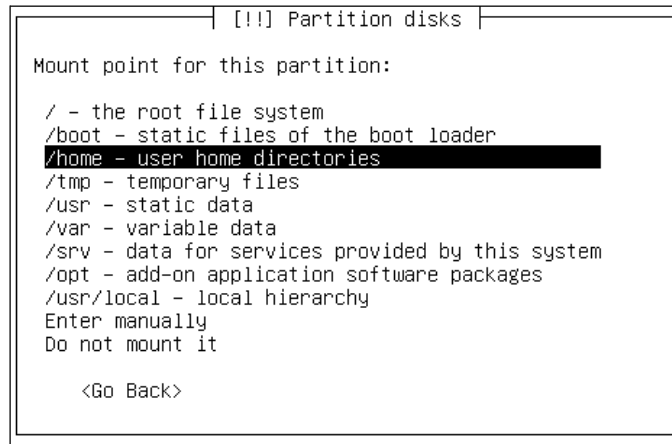 [!!] Partition disks
Mount point for this partition:
/ – the root file system
/boot – static files of the boot loader
/home – user home directories
/tmp – temporary files
/usr – static data
/var – variable data
/srv – data for services provided by this system
/opt – add-on application software packages
/usr/local – local hierarchy
Enter manually
Do not mount it
<Go Back>